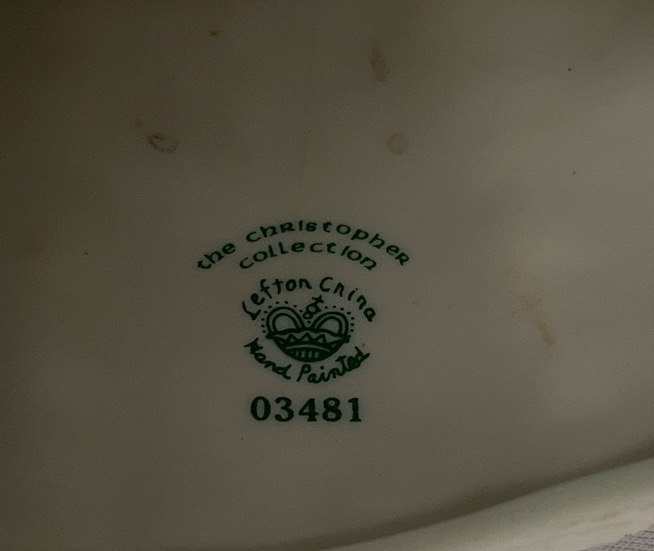 the christopher
collection
Lefton China
Hand Painted
03481